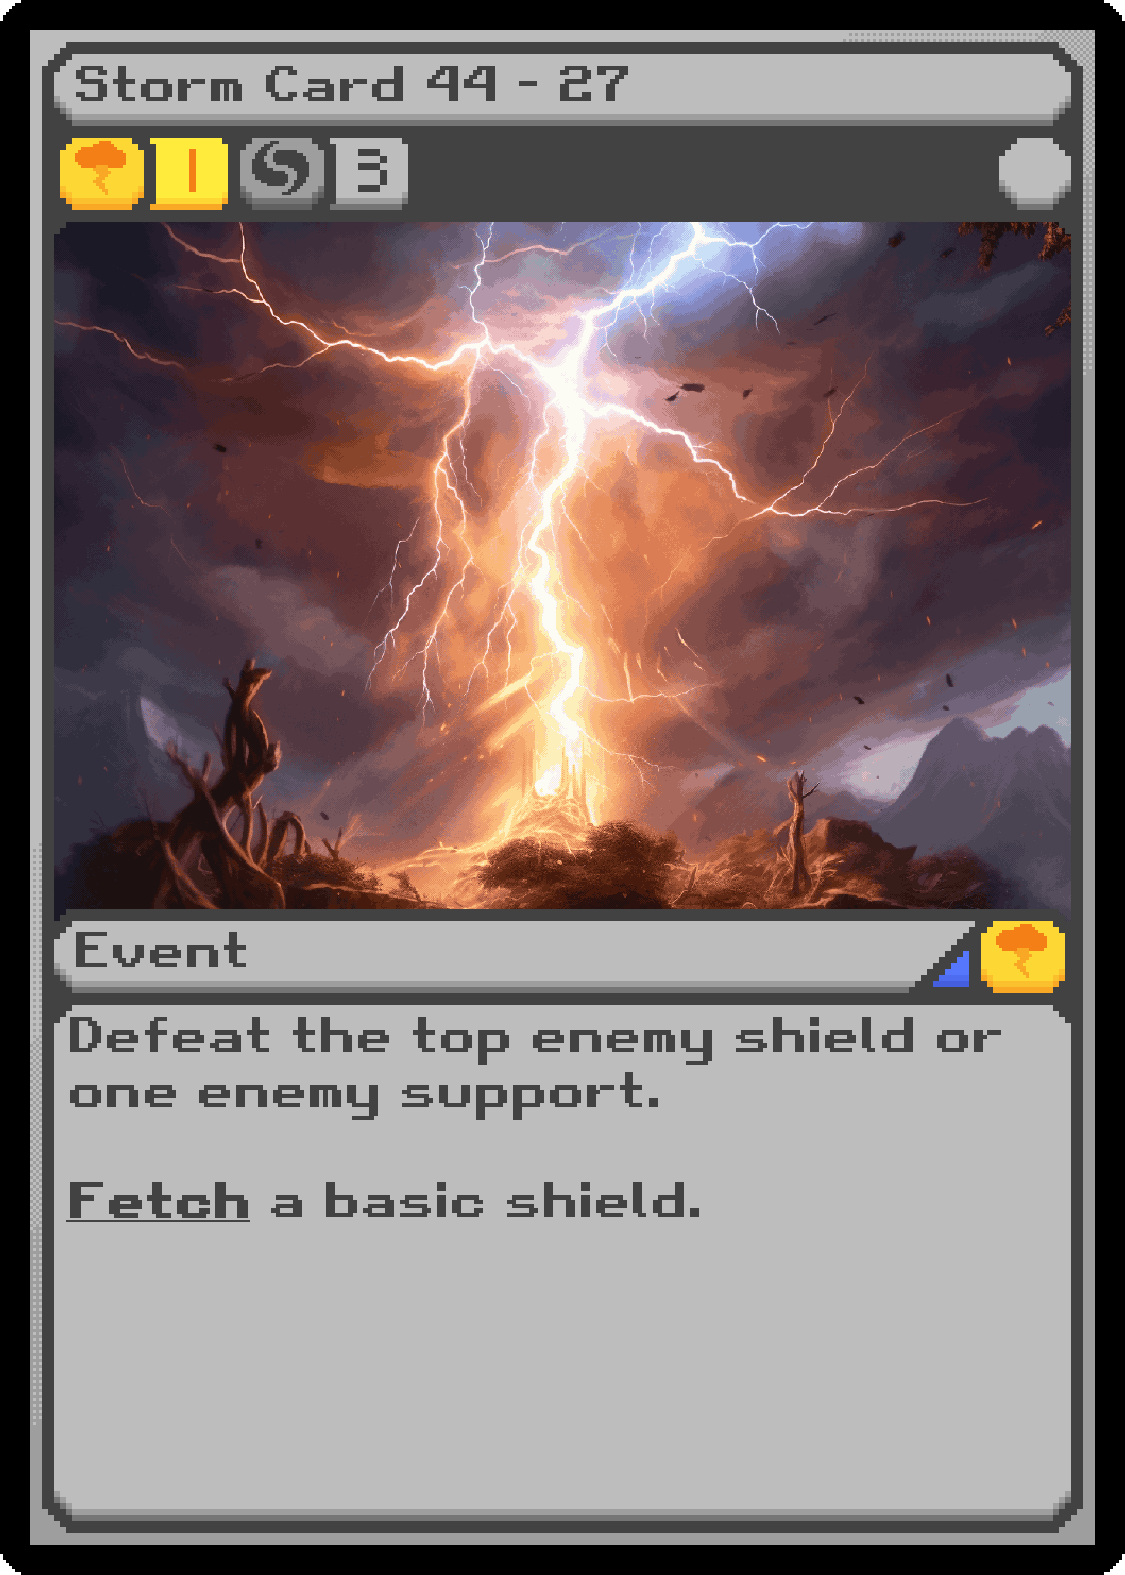 Storm Card 44 - 27
1 3
Event
Defeat the top enemy shield or
one enemy support.
Fetch a basic shield.